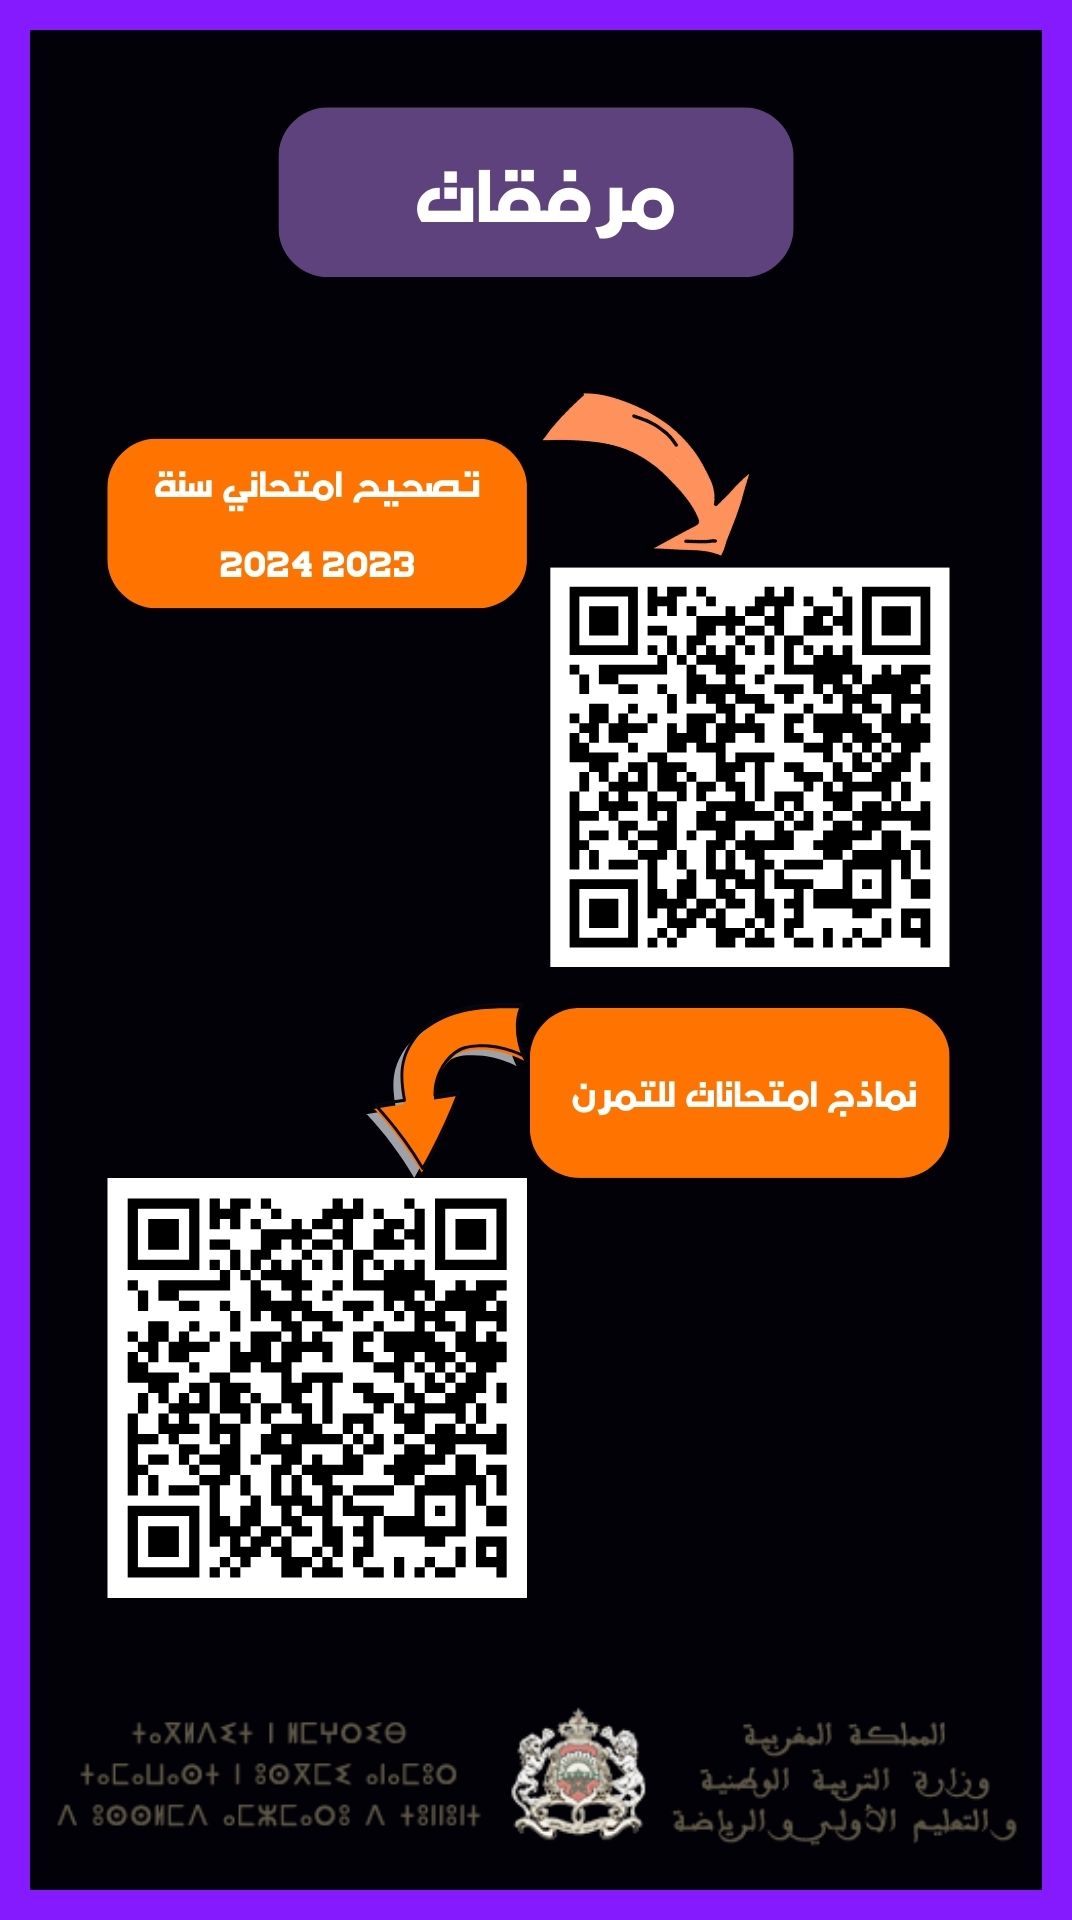 مرفقات
تصحيح امتحاني سنة
2023 2024
نماذج امتحانات للتمرن
المملكة المغربية
وزارة التربية الوطنية
والتعليم الأولي والرياضة
ⵜⴰⴳⵍⴷⵉⵜ ⵏ ⵍⵎⵖⵔⵉⴱ
ⵜⴰⵎⴰⵡⴰⵙⵜ ⵏ ⵓⵙⴳⵎⵉ ⴰⵏⴰⵎⵓⵔ
ⴷ ⵓⵙⵙⵍⵎⴷ ⴰⵎⵣⵎⴰⵔⵓ ⴷ ⵜⵓⵏⵏⵓⵏⵜ